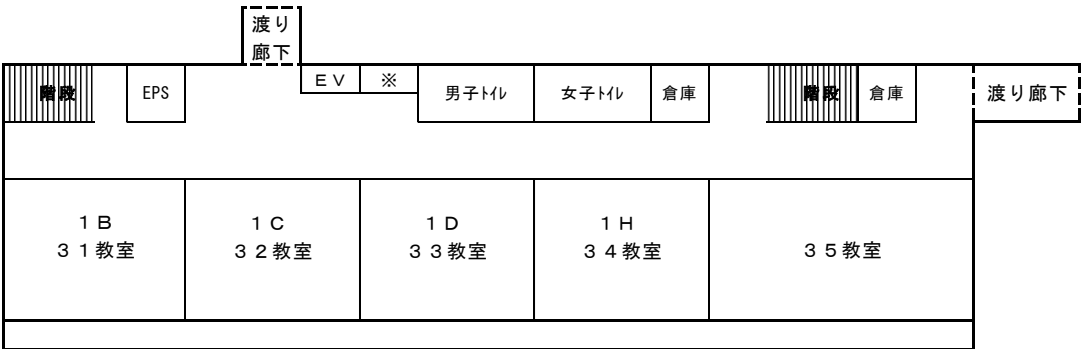 渡り
廊下
階段
EPS
ＥＶ
※
男子ﾄｲﾚ
女子ﾄｲﾚ
倉庫
階段
倉庫
渡り廊下
１Ｂ
３１教室
１Ｃ
３２教室
１Ｄ
３３教室
１Ｈ
３４教室
３５教室